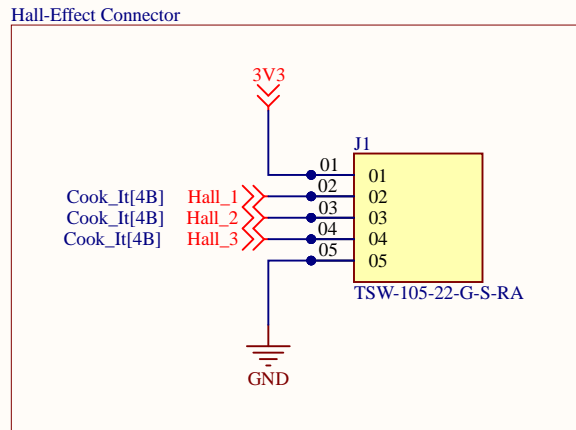 Hall-Effect Connector
3V3
J1
01 01
Cook_It[4B] Hall_1 02 02
Cook_It[4B] Hall_2 03 03
Cook_It[4B] Hall_3 04 04
05 05
TSW-105-22-G-S-RA
GND